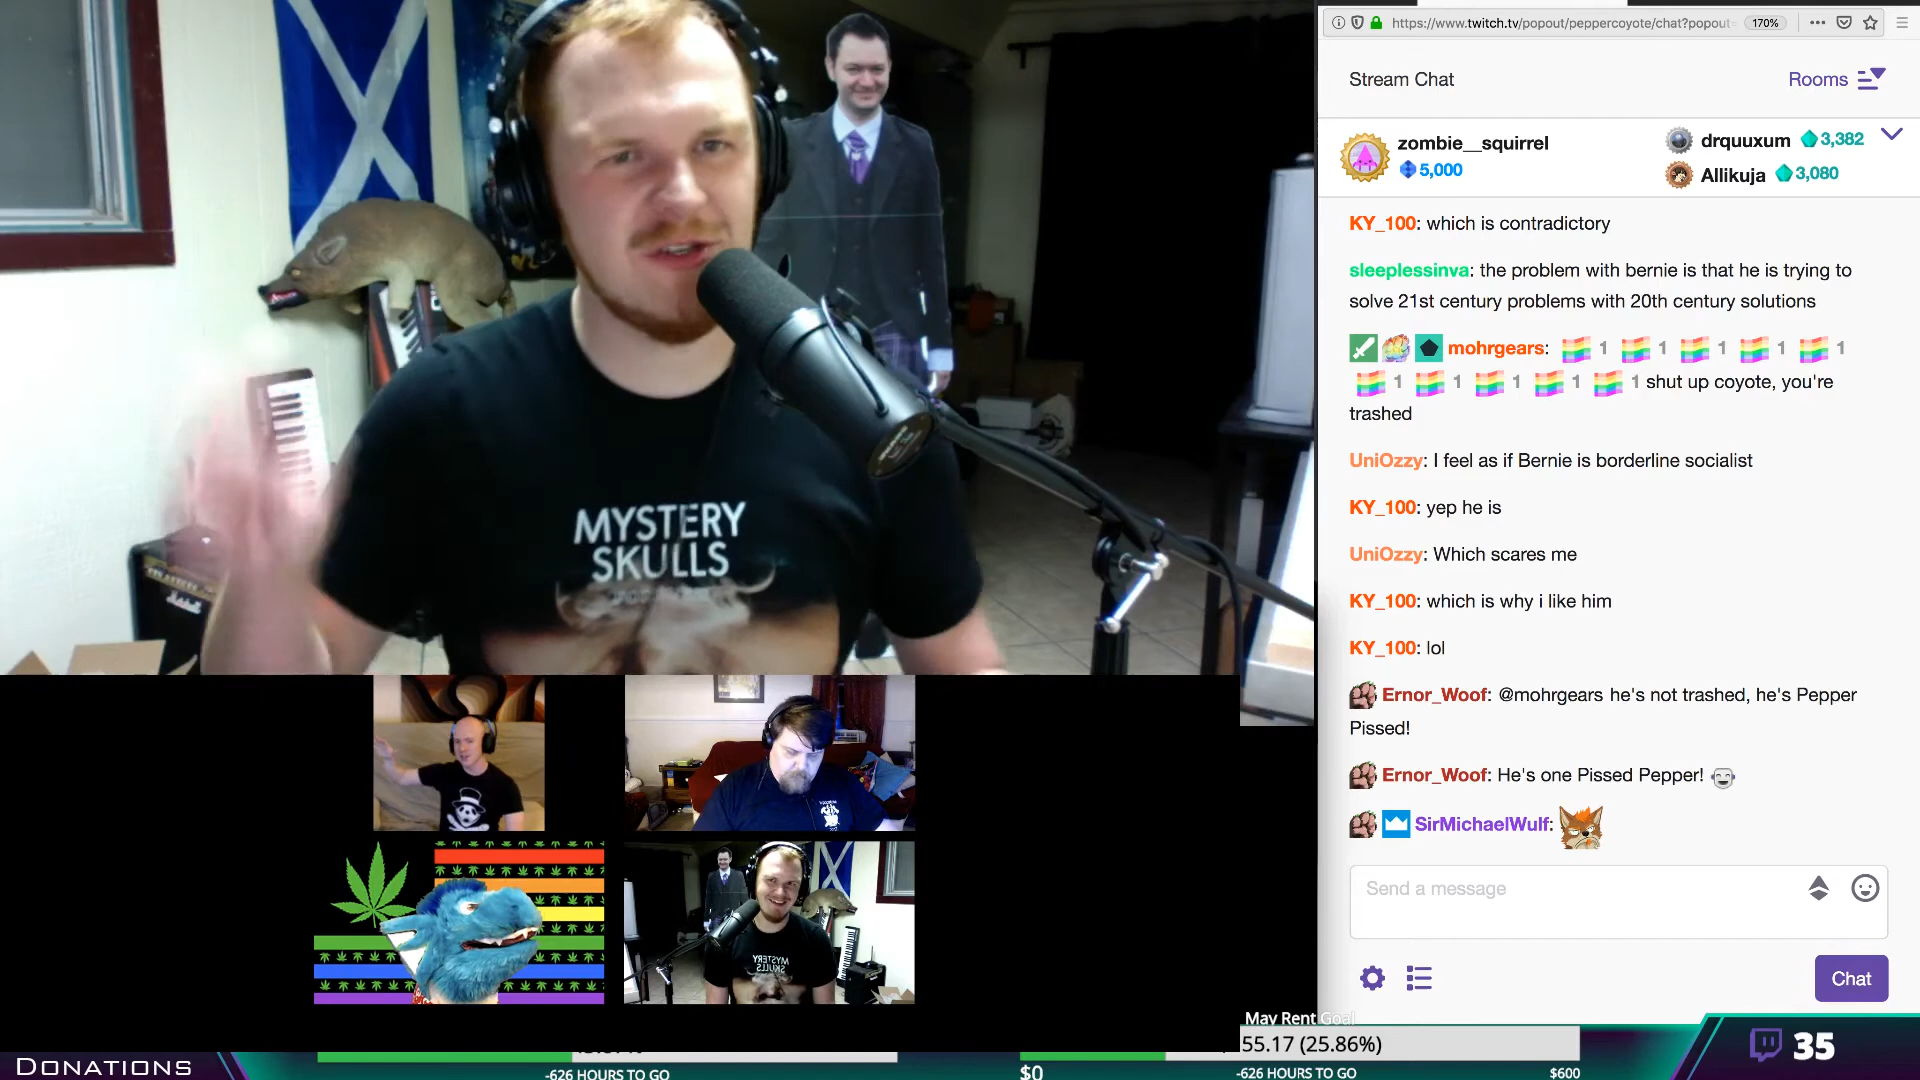 https://www.twitch.tv/popout/peppercoyote/chat?popout=
170%
Stream Chat
Rooms
zombie__squirrel
5,000
drquuxum 3,382
Allikuja 3,080
KY_100: which is contradictory
sleeplessinva: the problem with bernie is that he is trying to
solve 21st century problems with 20th century solutions
mohrgears: 1 1 1 1 1
1 1 1 1 1 shut up coyote, you're
trashed
UniOzzy: I feel as if Bernie is borderline socialist
KY_100: yep he is
UniOzzy: Which scares me
KY_100: which is why i like him
KY_100: lol
Ernor_Woof: @mohrgears he's not trashed, he's Pepper
Pissed!
Ernor_Woof: He's one Pissed Pepper!
SirMichaelWulf:
Send a message
Chat
MYSTERY
SKULLS
MYSTERY
SKULLS
May Rent Goal
55.17 (25.86%)
DONATIONS
-626 HOURS TO GO
$0
-626 HOURS TO GO
$600
35